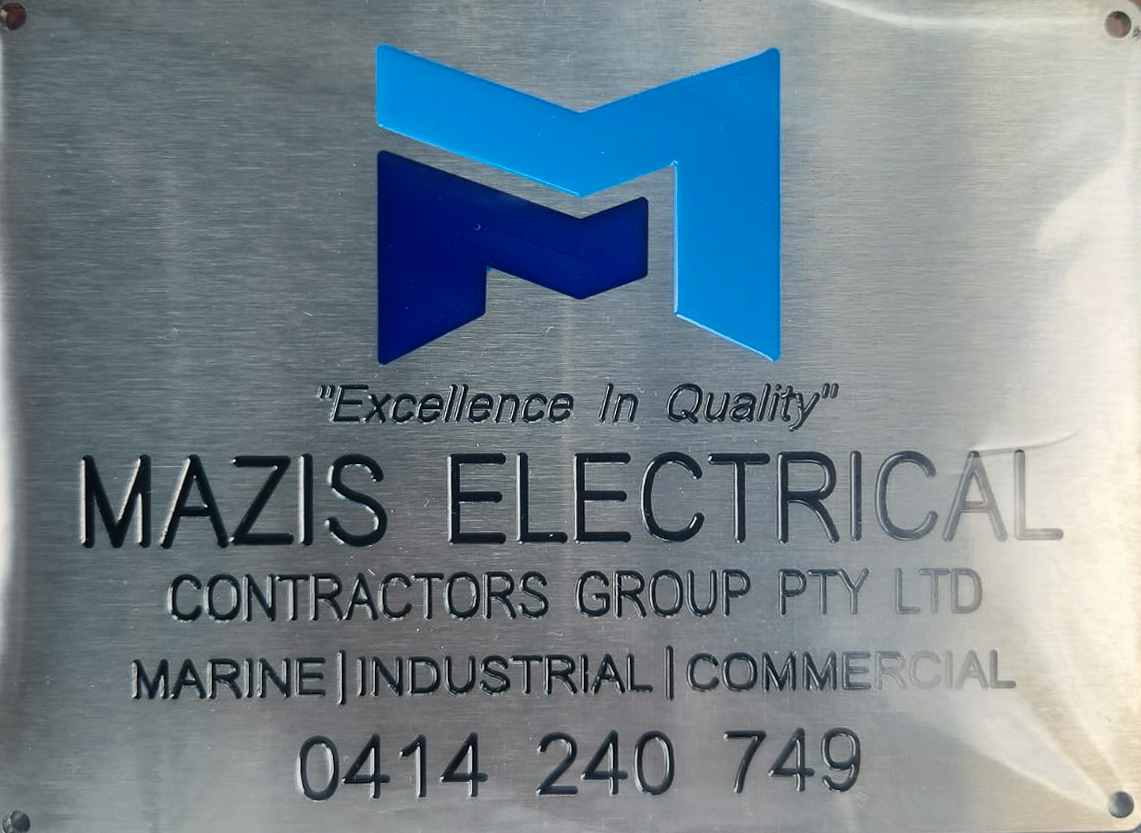 "Excellence In Quality"
MAZIS ELECTRICAL
CONTRACTORS GROUP PTY LTD
MARINE|INDUSTRIAL|COMMERCIAL
0414 240 749